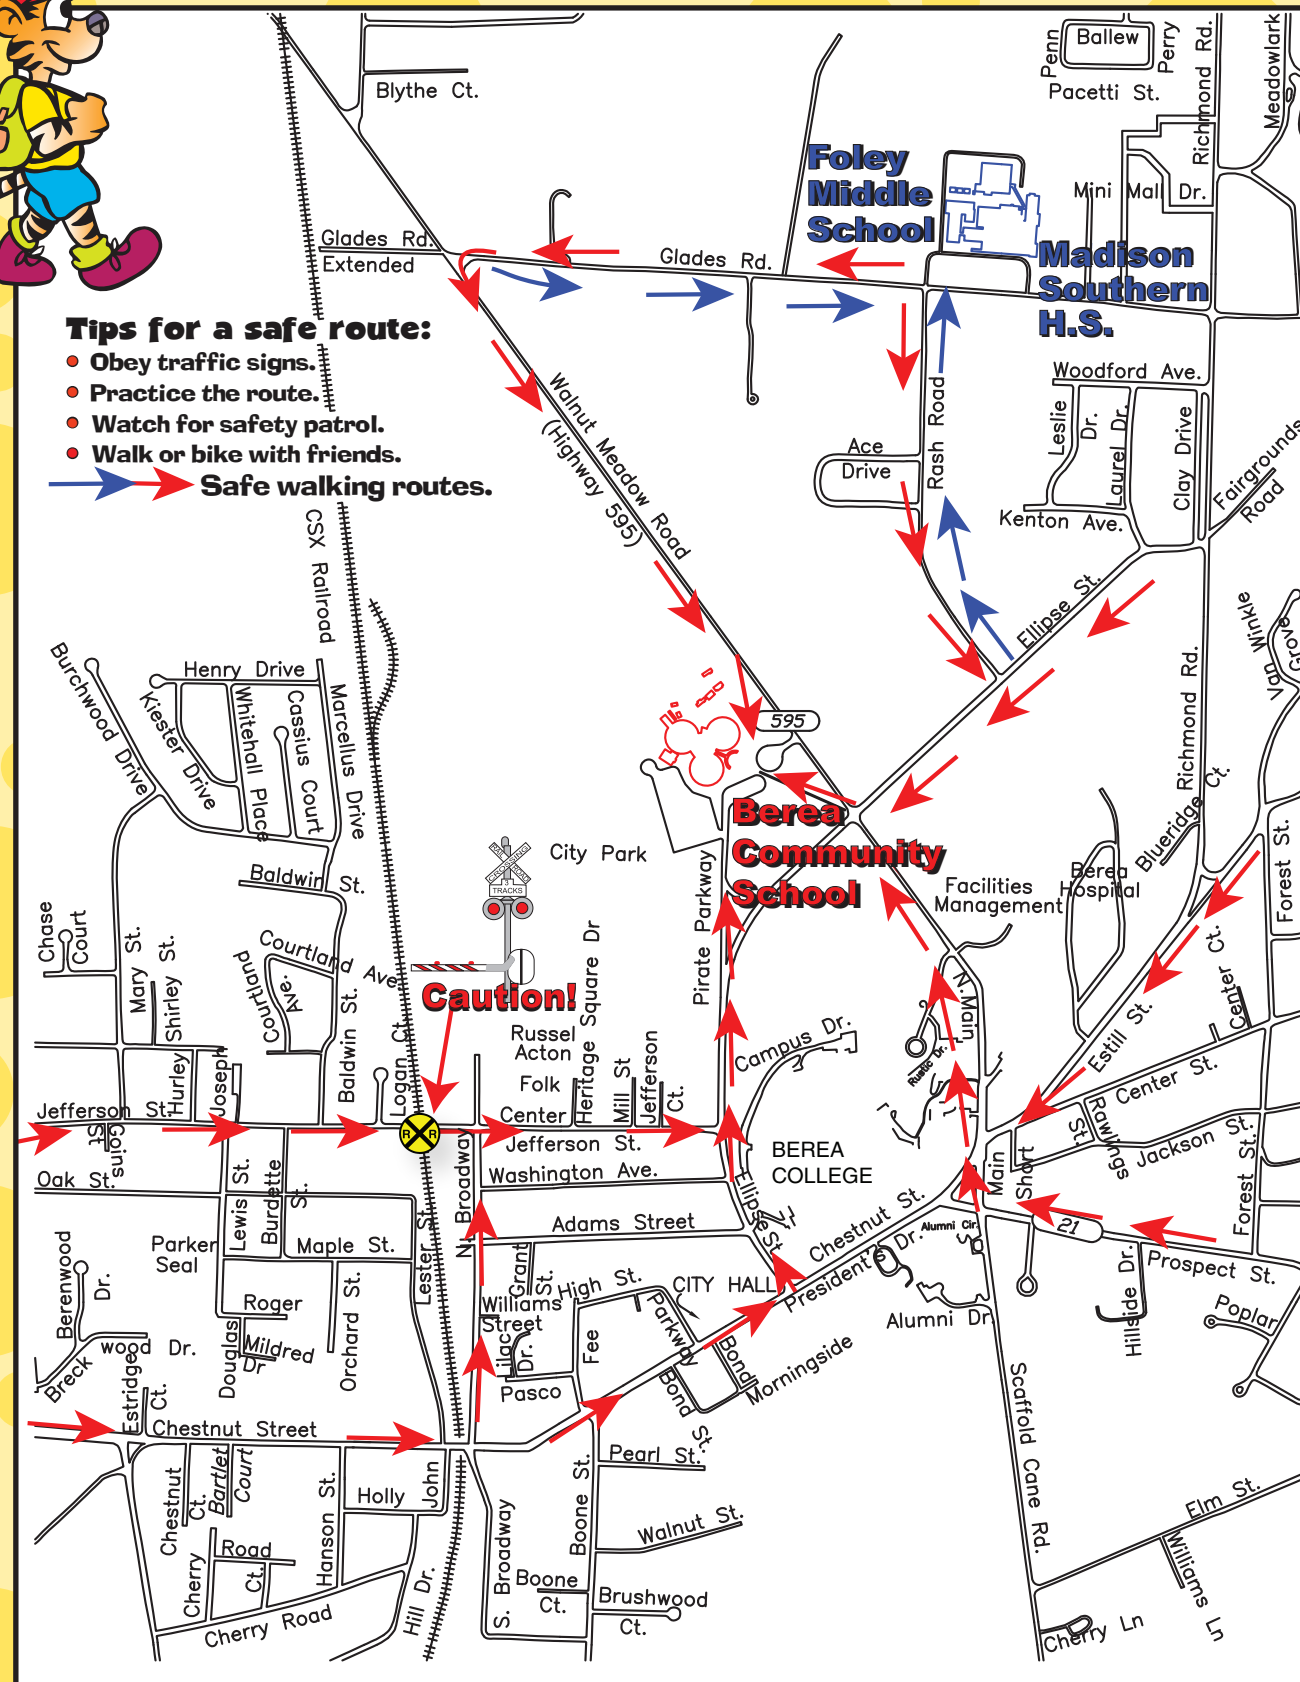 Blythe Ct.
Penn
Ballew
Perry
Pacetti St.
Richmond Rd.
Meadowlark
Mini Mall Dr.
Foley
Middle
School
Madison
Southern
H.S.
Glades Rd.
Extended
Glades Rd.
Tips for a safe route:
Obey traffic signs.
Practice the route.
Watch for safety patrol.
Walk or bike with friends.
Safe walking routes.
Walnut Meadow Road
(Highway 595)
Ace
Drive
Rash Road
Woodford Ave.
Leslie
Dr.
Laurel Dr.
Clay Drive
Fairgrounds
Road
Kenton Ave.
Ellipse St.
CSX Railroad
Van Winkle
Grove
Richmond Rd.
Burchwood Drive
Henry Drive
Kiester Drive
Whitehall Place
Cassius Court
Marcellus Drive
595
Berea
Community
School
City Park
CROSSING
TRACKS
Caution!
Blueridge Ct.
Berea
Hospital
Facilities
Management
Forest St.
Baldwin St.
Chase
Court
Mary St.
Shirley St.
Courtland Ave.
Courtland
Ave.
Baldwin St.
Logan Ct.
Pirate Parkway
Heritage Square Dr
Russel
Acton
Folk
Center
Mill St
Jefferson
Ct.
Campus Dr.
N. Main
Rustic Dr.
Center Ct.
Estill St.
Center St.
Hurley
Joseph
Jefferson St.
Goins
St
R R
Jefferson St.
Washington Ave.
BEREA
COLLEGE
Rawlings
St.
Jackson St.
Forest St.
Main
Short
Oak St.
Lewis St.
Burdette
St.
N. Broadway
Adams Street
Ellipse St.
Chestnut St.
Alumni Cir.
21
Parker
Seal
Maple St.
Lester St.
Grant
St.
High St.
CITY HALL
President's Dr.
Prospect St.
Hillside Dr.
Poplar
Berenwood
Dr.
Roger
Williams
Street
Alumni Dr.
Douglas
Mildred
Dr
Orchard St.
Lilac
Dr.
Fee
Parkway
Bond
Morningside
Breck
wood Dr.
Pasco
Bond St.
Estridge
Ct.
Chestnut Street
Scaffold Cane Rd.
Chestnut
Ct.
Bartlet
Court
Hanson St.
Holly
John
Pearl St.
Boone St.
S. Broadway
Walnut St.
Elm St.
Cherry
Road
Ct.
Boone
Ct.
Brushwood
Ct.
Cherry Road
Hill Dr.
Williams Ln
Cherry Ln